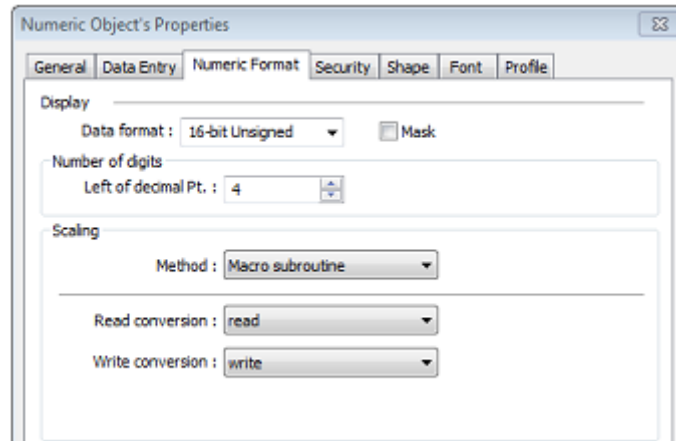 Numeric Object's Properties
General Data Entry Numeric Format Security Shape Font Profile
Display
Data format : 16-bit Unsigned Mask
Number of digits
Left of decimal Pt. : 4
Scaling
Method : Macro subroutine
Read conversion : read
Write conversion : write